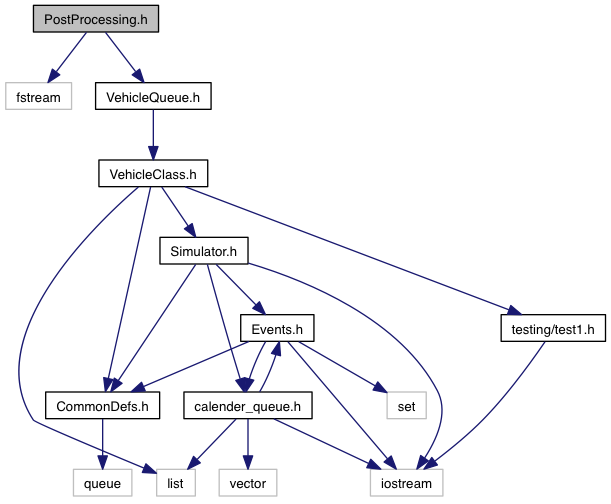 PostProcessing.h
fstream
VehicleQueue.h
VehicleClass.h
Simulator.h
Events.h
testing/test1.h
CommonDefs.h
calender_queue.h
set
queue
list
vector
iostream